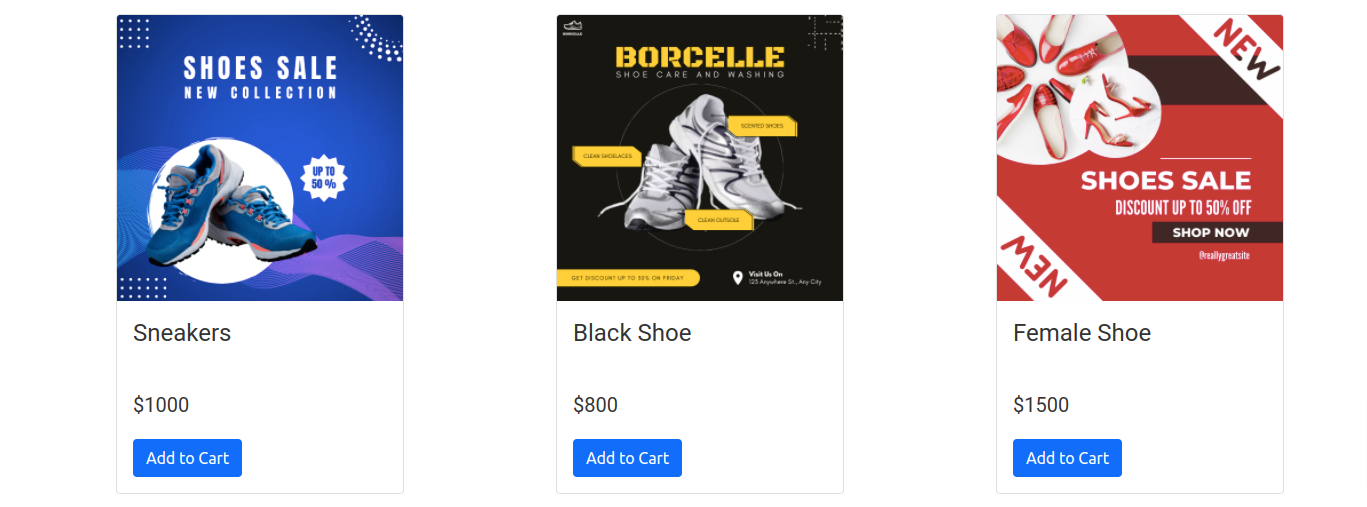 SHOES SALE
NEW COLLECTION
UP TO
50 %
Sneakers
$1000
Add to Cart
BORCELLE
BORCELLE
SHOE CARE AND WASHING
SCENTED SHOES
CLEAN SHOELACES
CLEAN OUTSOLE
GET DISCOUNT UP TO 50% ON FRIDAY
Visit Us On
123 Anywhere St., Any City
Black Shoe
$800
Add to Cart
NEW
SHOES SALE
DISCOUNT UP TO 50% OFF
SHOP NOW
@reallygreatsite
NEW
Female Shoe
$1500
Add to Cart